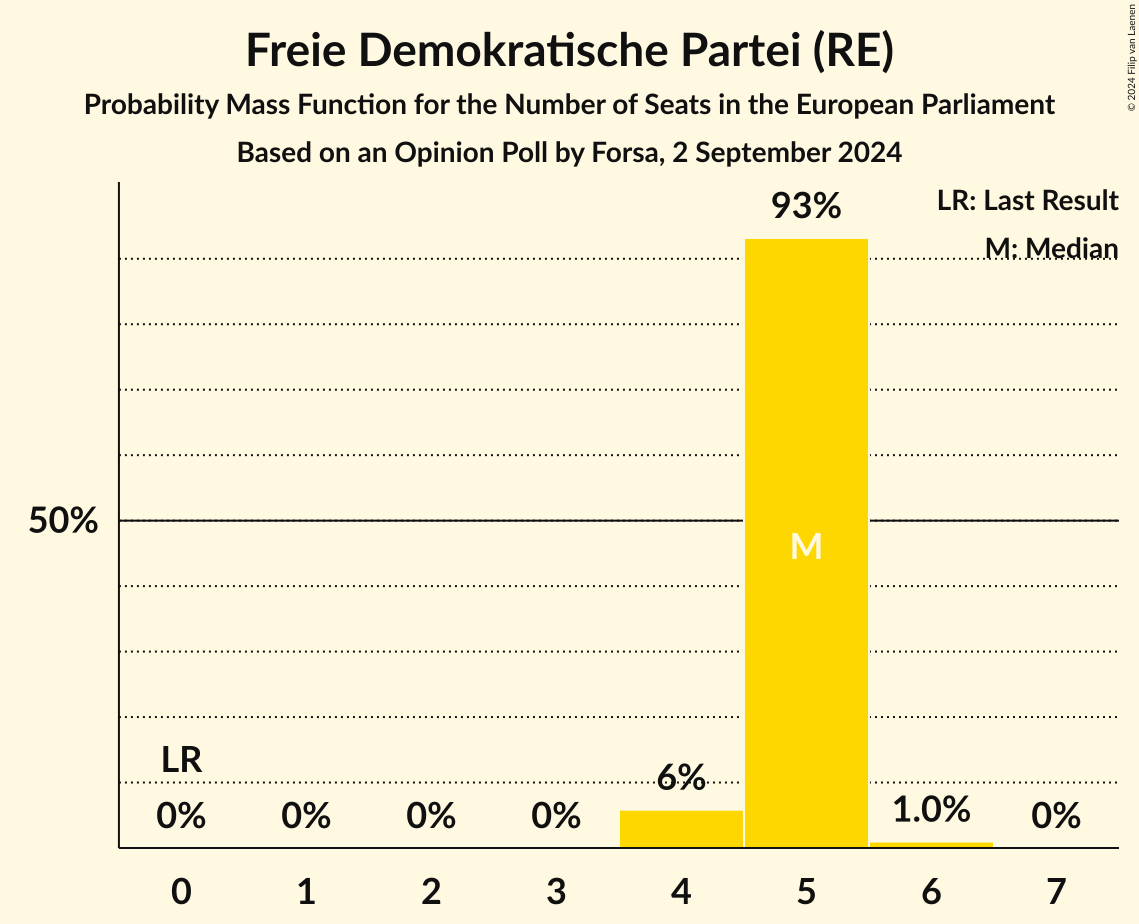 Freie Demokratische Partei (RE)
Probability Mass Function for the Number of Seats in the European Parliament
Based on an Opinion Poll by Forsa, 2 September 2024
© 2024 Filip van Laenen
LR: Last Result
M: Median
93%
50%
M
LR
0%
0%
0%
0%
6%
1.0%
0%
0
1
2
3
4
5
6
7